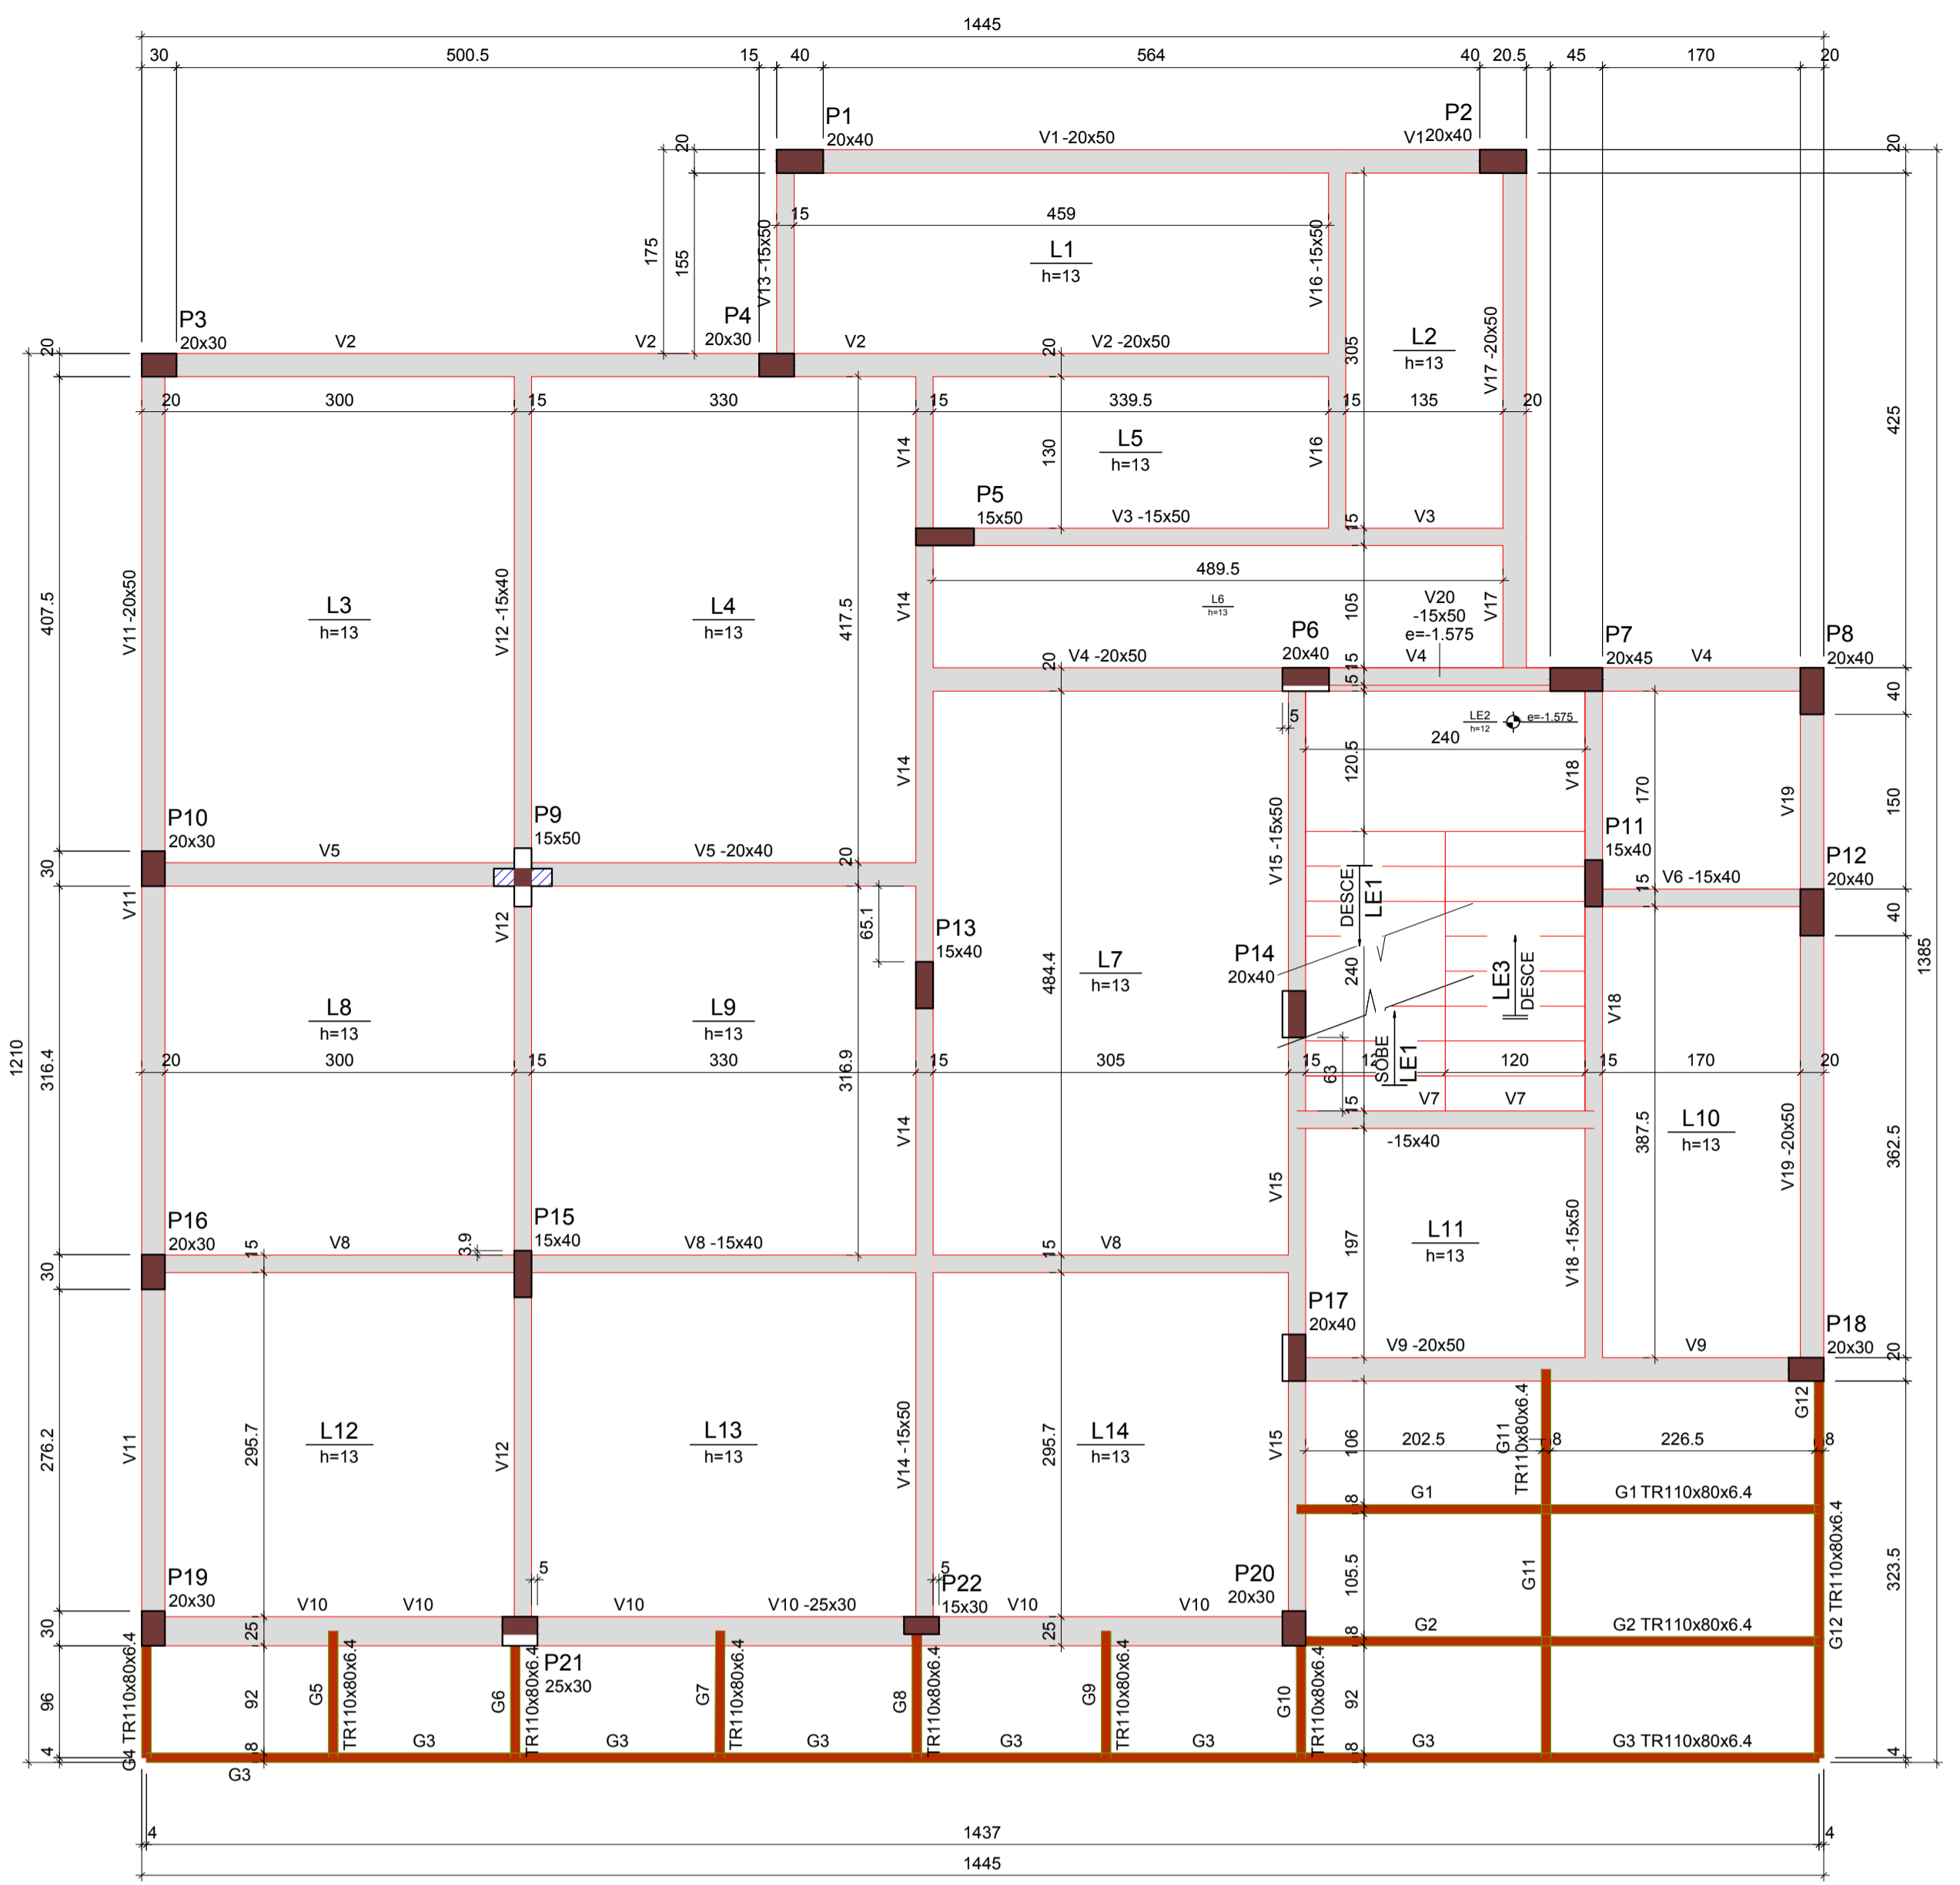 1445
30 500.5 15 40 564 40 20.5 45 170 20
P1
20x40
V1 -20x50
V1
P2
20x40
20
20
175
155
15 459
V13 -15x50
L1
h=13
V16 -15x50
305
L2
h=13
V17 -20x50
425
P3
20x30
V2
V2
P4
20x30
V2
V2 -20x50
20
20
20 300 15 330 15 339.5 15 135 20
V14
130
L5
h=13
V16
P5
15x50
V3 -15x50
15
V3
489.5
407.5
V11 -20x50
L3
h=13
V12 -15x40
L4
h=13
417.5
V14
L6
h=13
105
V20
-15x50
e=-1.575
V17
P6
20x40
P7
20x45
V4
P8
20x40
20
V4 -20x50
15
V4
5
5
LE2
h=12
e=-1.575
240
40
V14
120.5
V18
170
V19
150
V15 -15x50
P10
20x30
V5
P9
15x50
V5 -20x40
20
P11
15x40
15
V6 -15x40
P12
20x40
30
V11
V12
65.1
DESCE
LE1
40
P13
15x40
P14
20x40
240
LE3
DESCE
1385
L8
h=13
L9
h=13
484.4
L7
h=13
V18
1210
316.4
20 300 15 330 15 305 15 120 15 170 20
316.9
63
SOBE
LE1
V14
15
V7
V7
-15x40
387.5
L10
h=13
V19 -20x50
362.5
V15
P16
20x30
15
V8
3.9
P15
15x40
V8 -15x40
15
V8
197
L11
h=13
V18 -15x50
30
P17
20x40
V9 -20x50
V9
P18
20x30
20
276.2
V11
295.7
L12
h=13
V12
L13
h=13
V14 -15x50
295.7
L14
h=13
V15
106
G11
TR110x80x6.4
G12
202.5 8 226.5 8
8
G1
G1 TR110x80x6.4
105.5
G11
G12 TR110x80x6.4
323.5
P19
20x30
V10
V10
5
V10
V10 -25x30
5
P22
15x30
V10
V10
P20
20x30
30
25
25
8
G2
G2 TR110x80x6.4
P21
25x30
96
G4 TR110x80x6.4
92
G5
TR110x80x6.4
G6
TR110x80x6.4
G7
TR110x80x6.4
G8
TR110x80x6.4
G9
TR110x80x6.4
G10
TR110x80x6.4
92
4
8
G3
G3
G3
G3
G3
G3
8
G3
G3 TR110x80x6.4
4
4 1437 4
1445